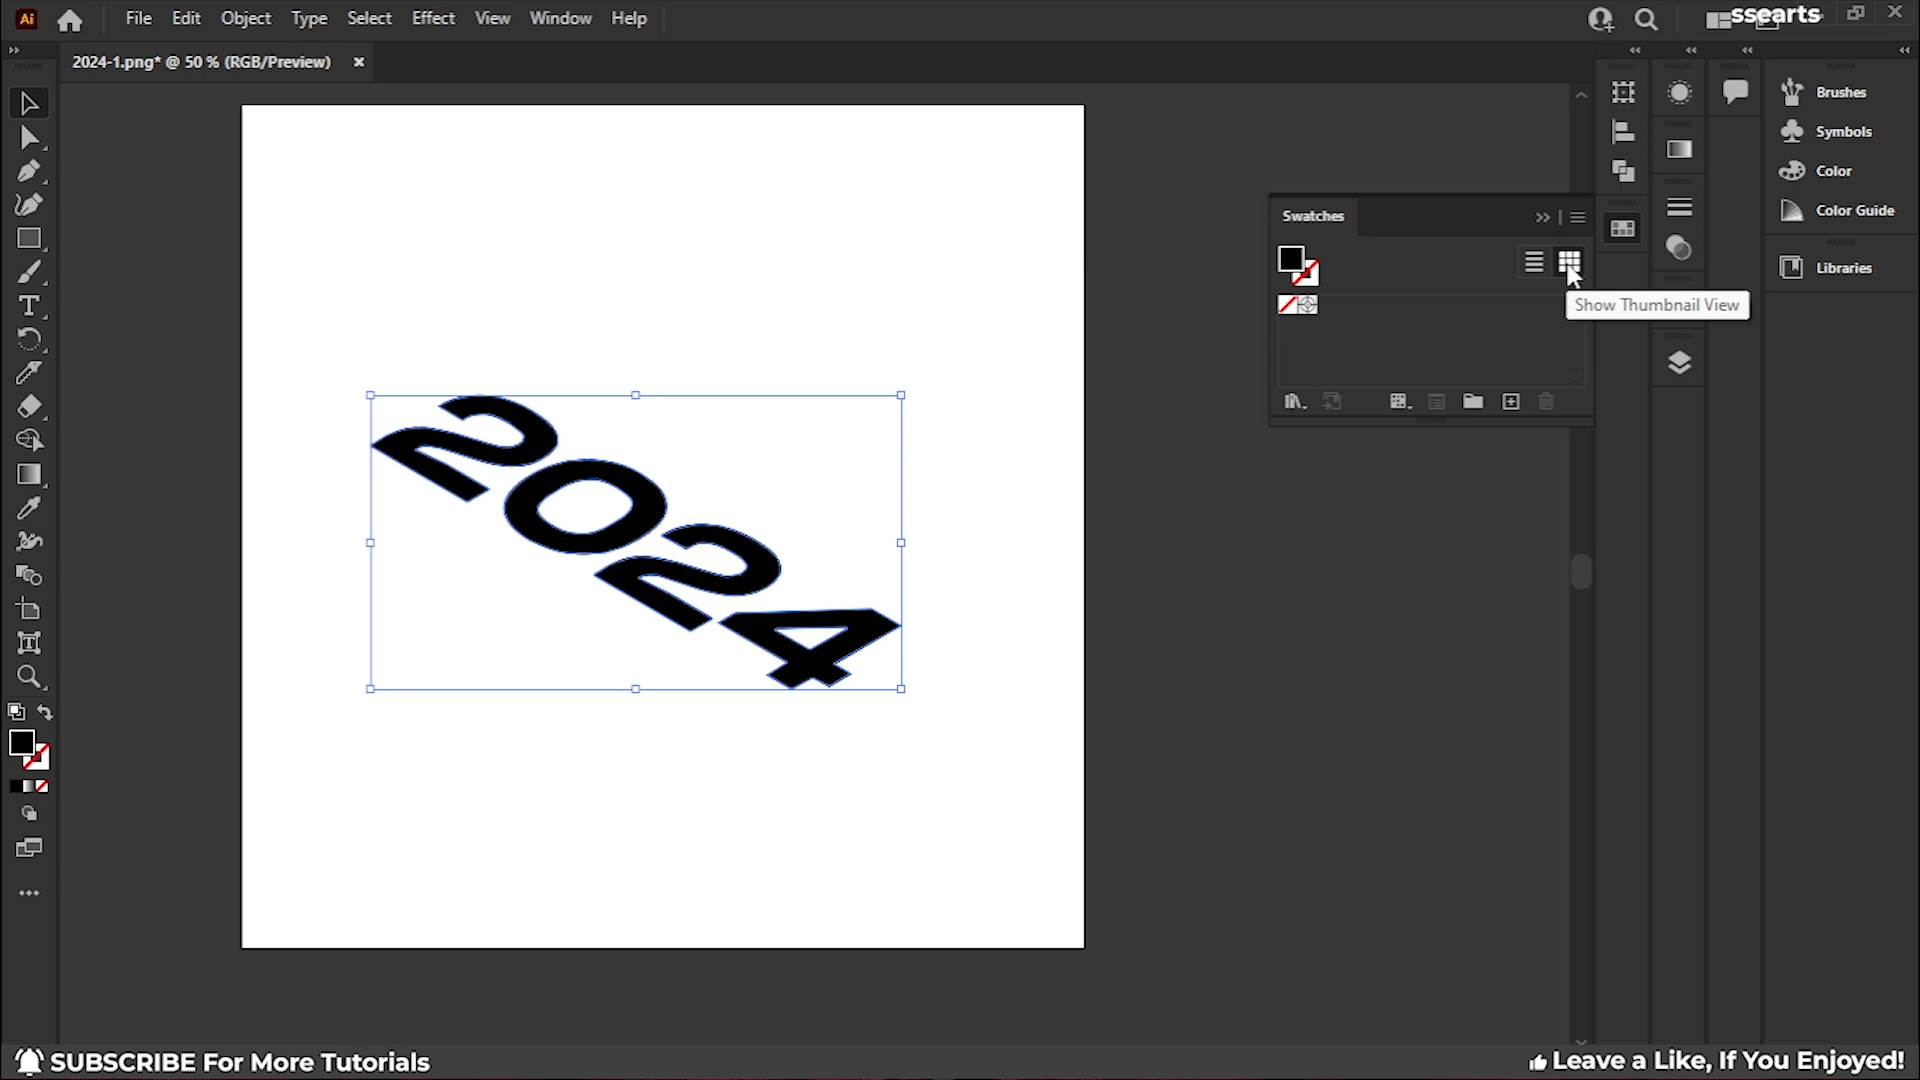 Ai File Edit Object Type Select Effect View Window Help
ssearts
2024-1.png* @ 50 % (RGB/Preview)
Brushes
Symbols
Color
Color Guide
Libraries
Swatches
Show Thumbnail View
2024
SUBSCRIBE For More Tutorials
Leave a Like, If You Enjoyed!